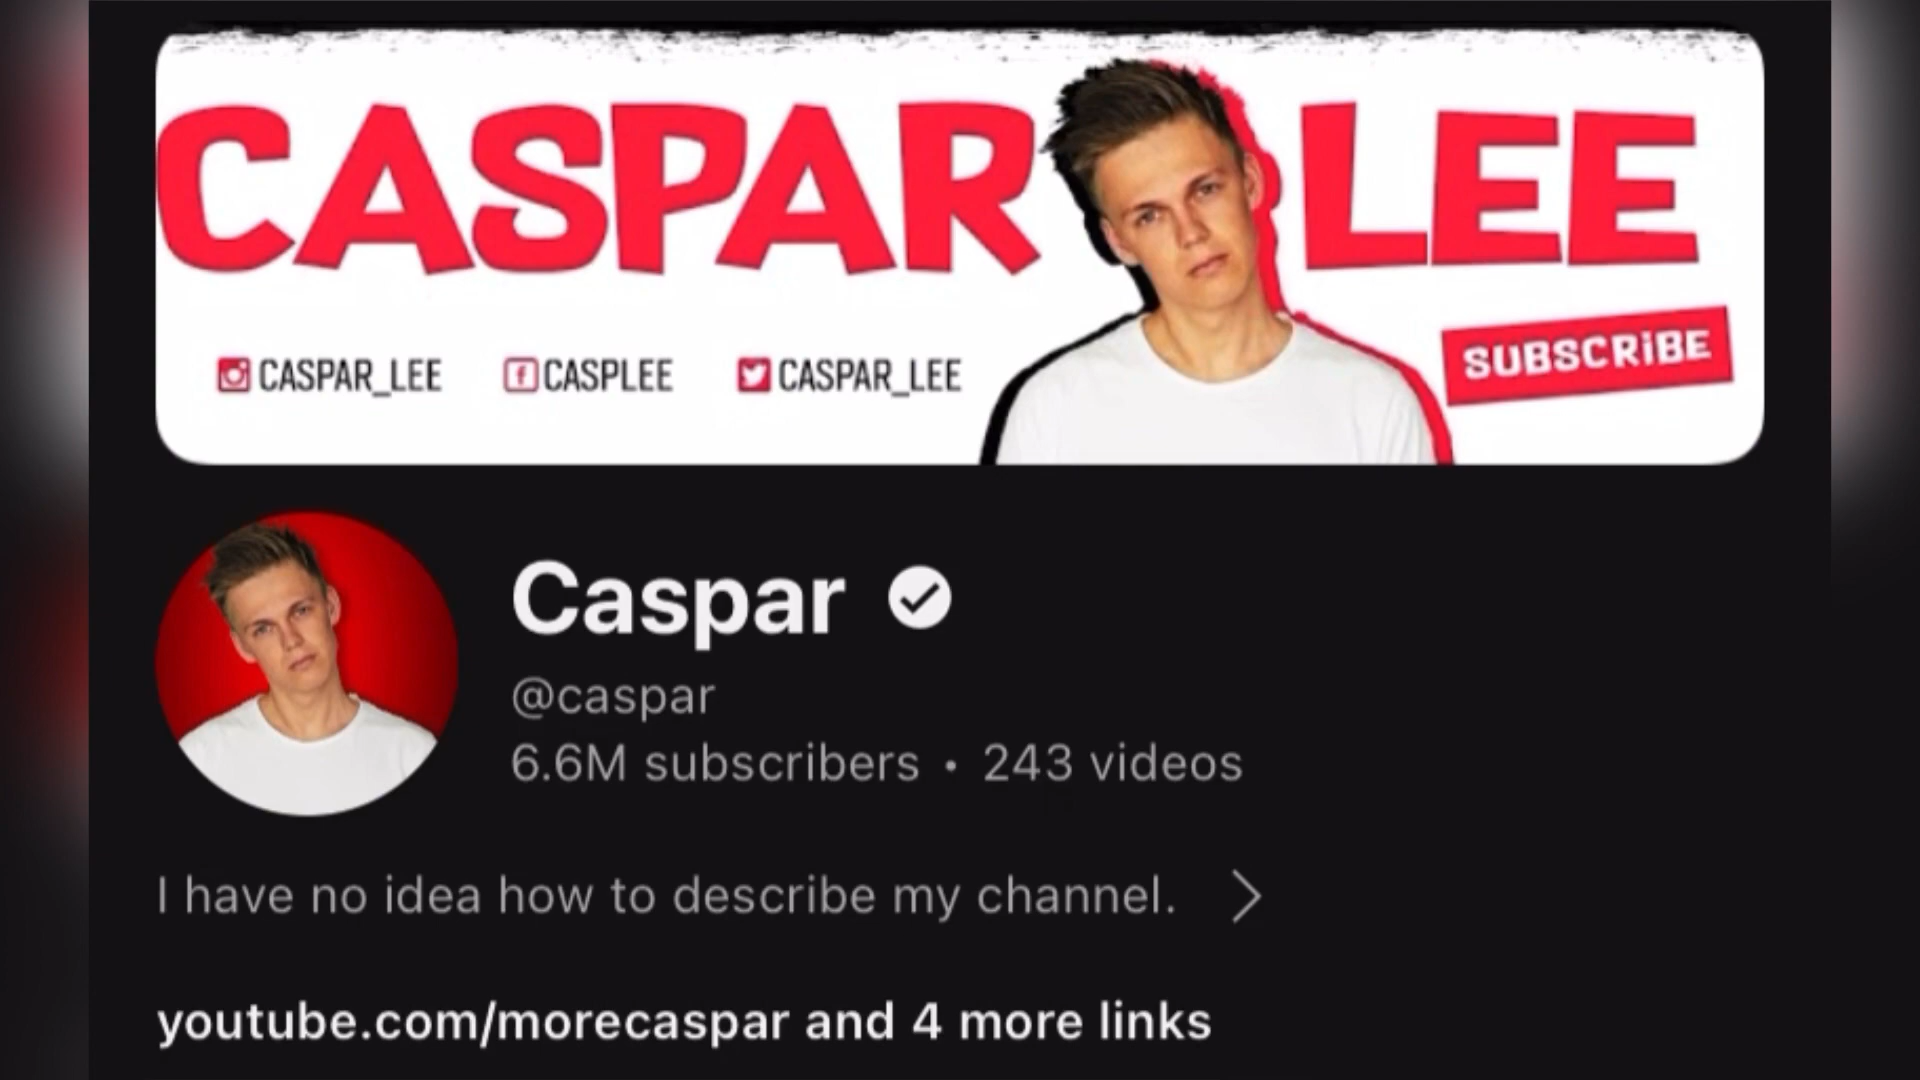 CASPAR LEE
CASPAR_LEE CASPLEE CASPAR_LEE
SUBSCRiBE
Caspar
@caspar
6.6M subscribers • 243 videos
I have no idea how to describe my channel.
youtube.com/morecaspar and 4 more links